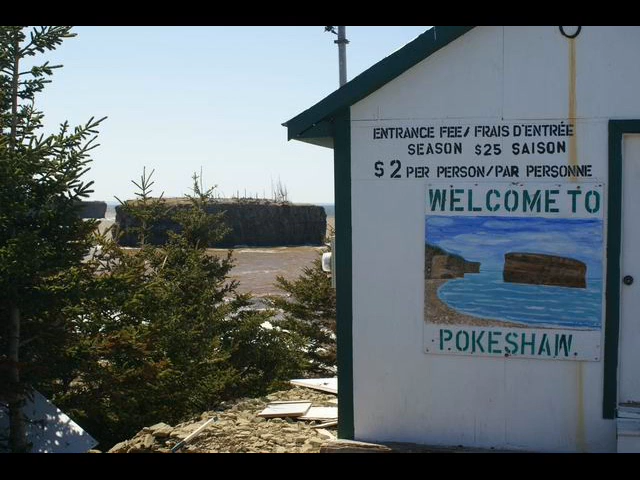 ENTRANCE FEE/ FRAIS D'ENTRÉE
SEASON $25 SAISON
$2 PER PERSON/PAR PERSONNE
WELCOME TO
POKESHAW